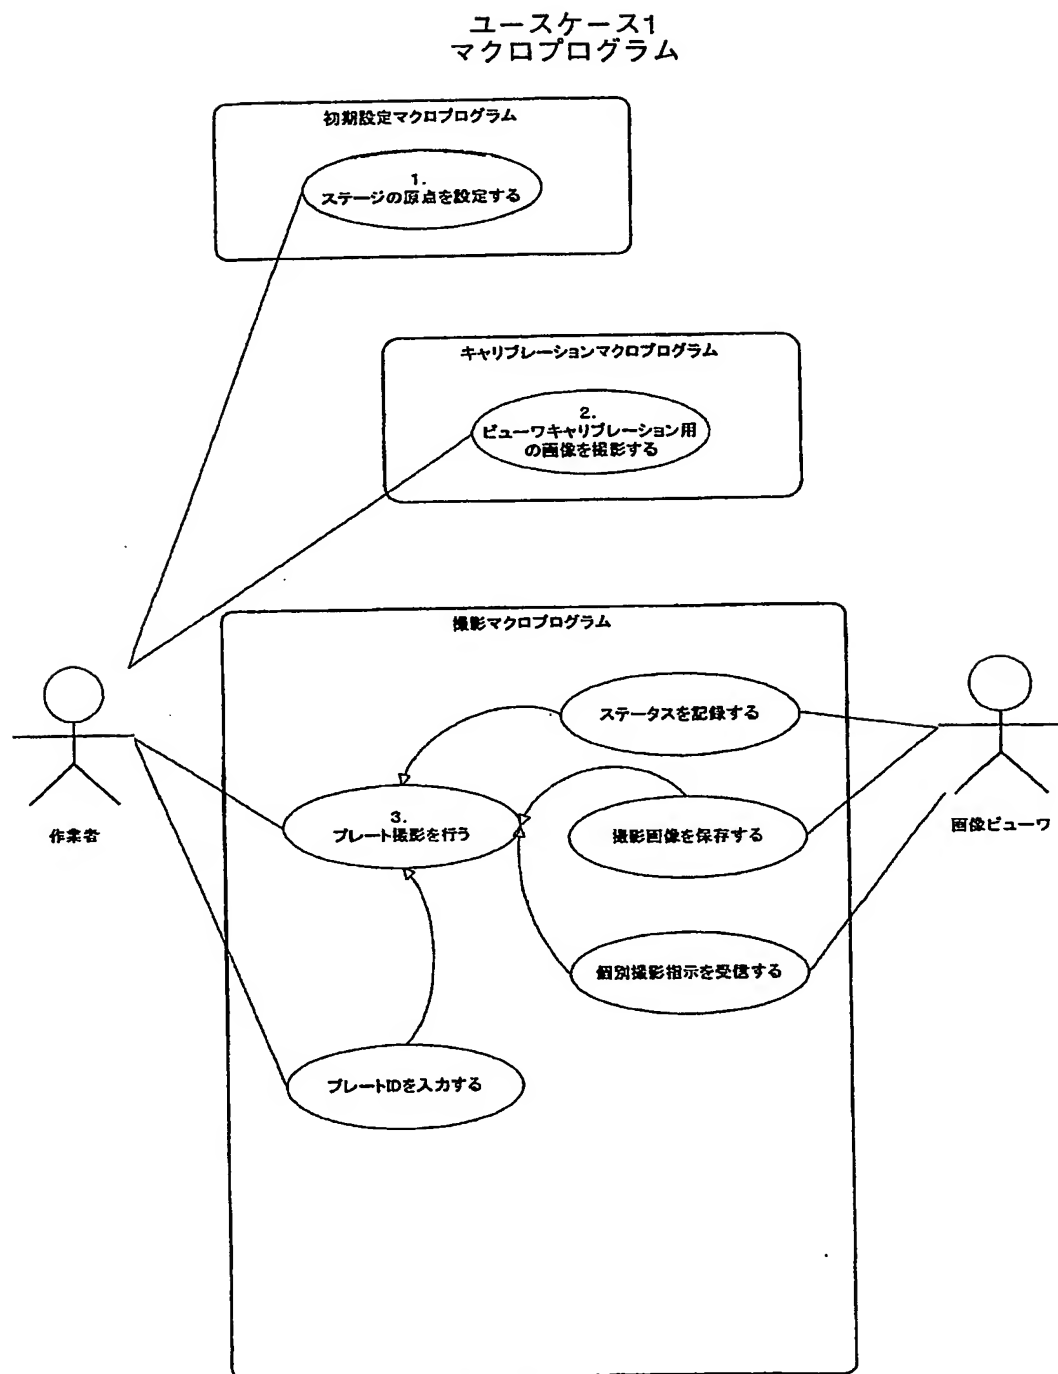 ユースケース1
マクロプログラム
初期設定マクロプログラム
1.
ステージの原点を設定する
キャリブレーションマクロプログラム
2.
ビューワキャリブレーション用
の画像を撮影する
撮影マクロプログラム
ステータスを記録する
3.
プレート撮影を行う
撮影画像を保存する
作業者
画像ビューワ
個別撮影指示を受信する
プレートIDを入力する